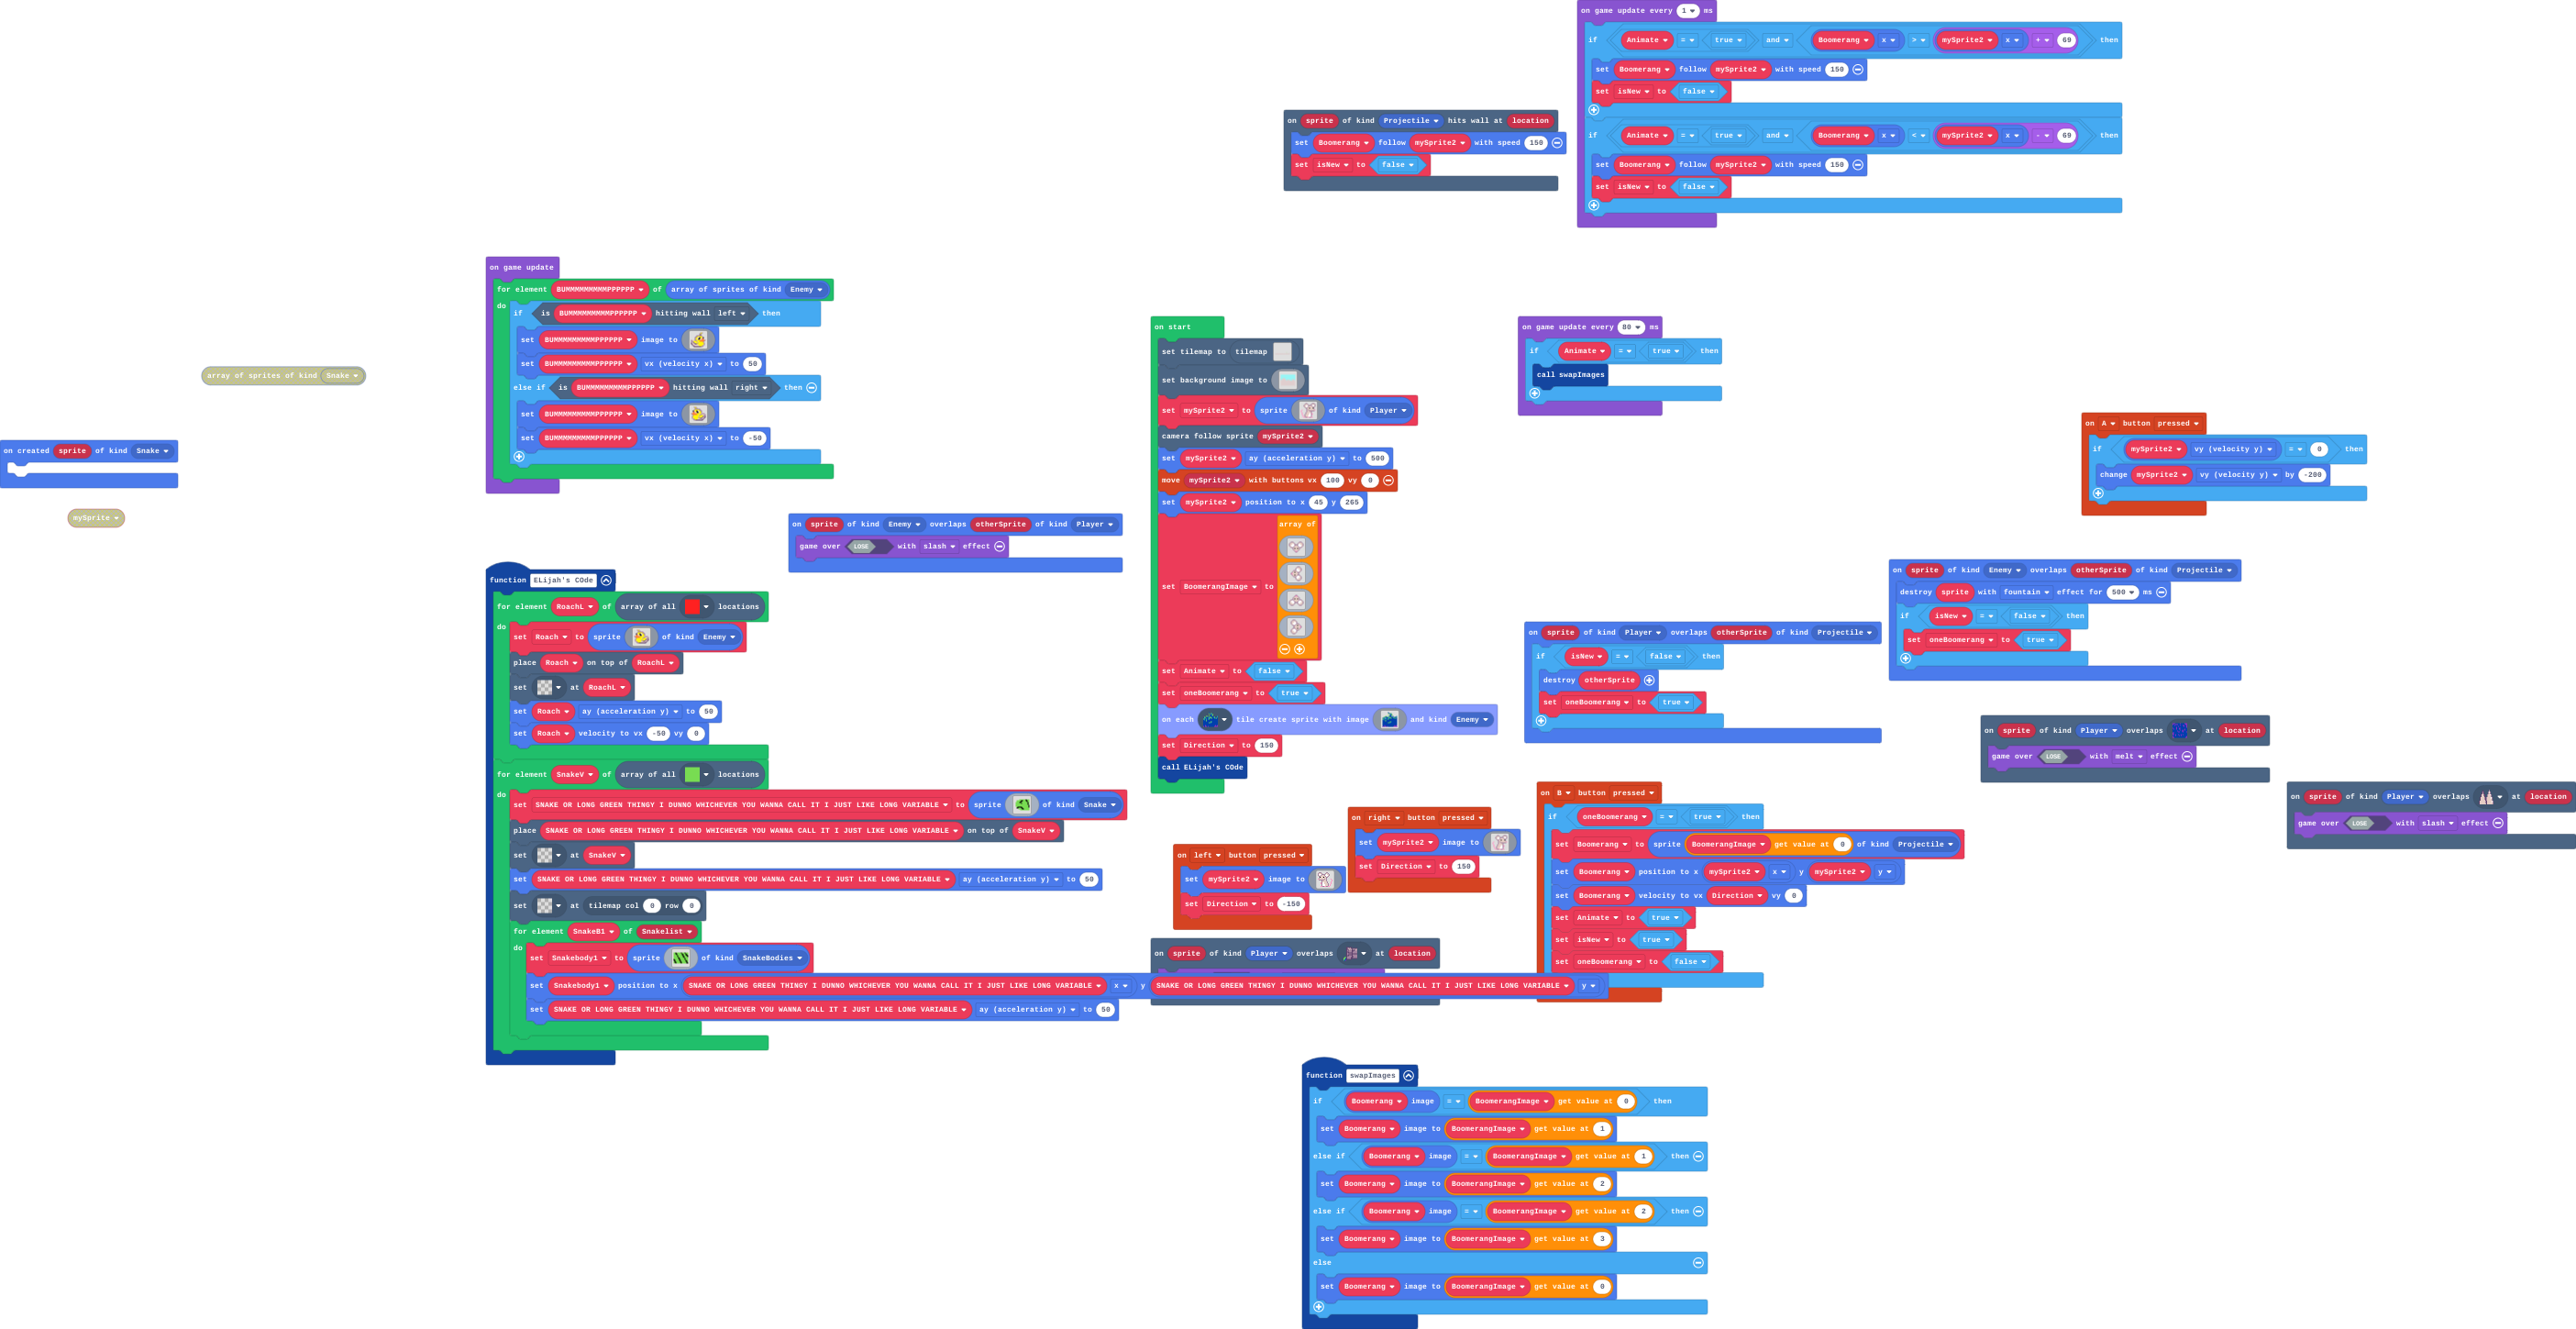 on game update every 1 ms
if Animate = true and Boomerang x > mySprite2 x + 69 then
set Boomerang follow mySprite2 with speed 150
set isNew to false
if Animate = true and Boomerang x < mySprite2 x - 69 then
set Boomerang follow mySprite2 with speed 150
set isNew to false
on sprite of kind Projectile hits wall at location
set Boomerang follow mySprite2 with speed 150
set isNew to false
on game update
for element BUMMMMMMMMPPPPPP of array of sprites of kind Enemy
do
if is BUMMMMMMMMPPPPPP hitting wall left then
set BUMMMMMMMMPPPPPP image to
set BUMMMMMMMMPPPPPP vx (velocity x) to 50
else if is BUMMMMMMMMPPPPPP hitting wall right then
set BUMMMMMMMMPPPPPP image to
set BUMMMMMMMMPPPPPP vx (velocity x) to -50
array of sprites of kind Snake
on created sprite of kind Snake
mySprite
on sprite of kind Enemy overlaps otherSprite of kind Player
game over LOSE with slash effect
function ELijah's COde
for element RoachL of array of all locations
do
set Roach to sprite of kind Enemy
place Roach on top of RoachL
set at RoachL
set Roach ay (acceleration y) to 50
set Roach velocity to vx -50 vy 0
for element SnakeV of array of all locations
do
set SNAKE OR LONG GREEN THINGY I DUNNO WHICHEVER YOU WANNA CALL IT I JUST LIKE LONG VARIABLE to sprite of kind Snake
place SNAKE OR LONG GREEN THINGY I DUNNO WHICHEVER YOU WANNA CALL IT I JUST LIKE LONG VARIABLE on top of SnakeV
set at SnakeV
set SNAKE OR LONG GREEN THINGY I DUNNO WHICHEVER YOU WANNA CALL IT I JUST LIKE LONG VARIABLE ay (acceleration y) to 50
set at tilemap col 0 row 0
for element SnakeB1 of Snakelist
do
set Snakebody1 to sprite of kind SnakeBodies
set Snakebody1 position to x SNAKE OR LONG GREEN THINGY I DUNNO WHICHEVER YOU WANNA CALL IT I JUST LIKE LONG VARIABLE x y SNAKE OR LONG GREEN THINGY I DUNNO WHICHEVER YOU WANNA CALL IT I JUST LIKE LONG VARIABLE y
set SNAKE OR LONG GREEN THINGY I DUNNO WHICHEVER YOU WANNA CALL IT I JUST LIKE LONG VARIABLE ay (acceleration y) to 50
on start
set tilemap to tilemap
set background image to
set mySprite2 to sprite of kind Player
camera follow sprite mySprite2
set mySprite2 ay (acceleration y) to 500
move mySprite2 with buttons vx 100 vy 0
set mySprite2 position to x 45 y 265
array of
set BoomerangImage to
set Animate to false
set oneBoomerang to true
on each tile create sprite with image and kind Enemy
set Direction to 150
call ELijah's COde
on game update every 80 ms
if Animate = true then
call swapImages
on A button pressed
if mySprite2 vy (velocity y) = 0 then
change mySprite2 vy (velocity y) by -200
on sprite of kind Enemy overlaps otherSprite of kind Projectile
destroy sprite with fountain effect for 500 ms
if isNew = false then
set oneBoomerang to true
on sprite of kind Player overlaps otherSprite of kind Projectile
if isNew = false then
destroy otherSprite
set oneBoomerang to true
on sprite of kind Player overlaps at location
game over LOSE with melt effect
on sprite of kind Player overlaps at location
game over LOSE with slash effect
on right button pressed
set mySprite2 image to
set Direction to 150
on left button pressed
set mySprite2 image to
set Direction to -150
on sprite of kind Player overlaps at location
on B button pressed
if oneBoomerang = true then
set Boomerang to sprite BoomerangImage get value at 0 of kind Projectile
set Boomerang position to x mySprite2 x y mySprite2 y
set Boomerang velocity to vx Direction vy 0
set Animate to true
set isNew to true
set oneBoomerang to false
function swapImages
if Boomerang image = BoomerangImage get value at 0 then
set Boomerang image to BoomerangImage get value at 1
else if Boomerang image = BoomerangImage get value at 1 then
set Boomerang image to BoomerangImage get value at 2
else if Boomerang image = BoomerangImage get value at 2 then
set Boomerang image to BoomerangImage get value at 3
else
set Boomerang image to BoomerangImage get value at 0